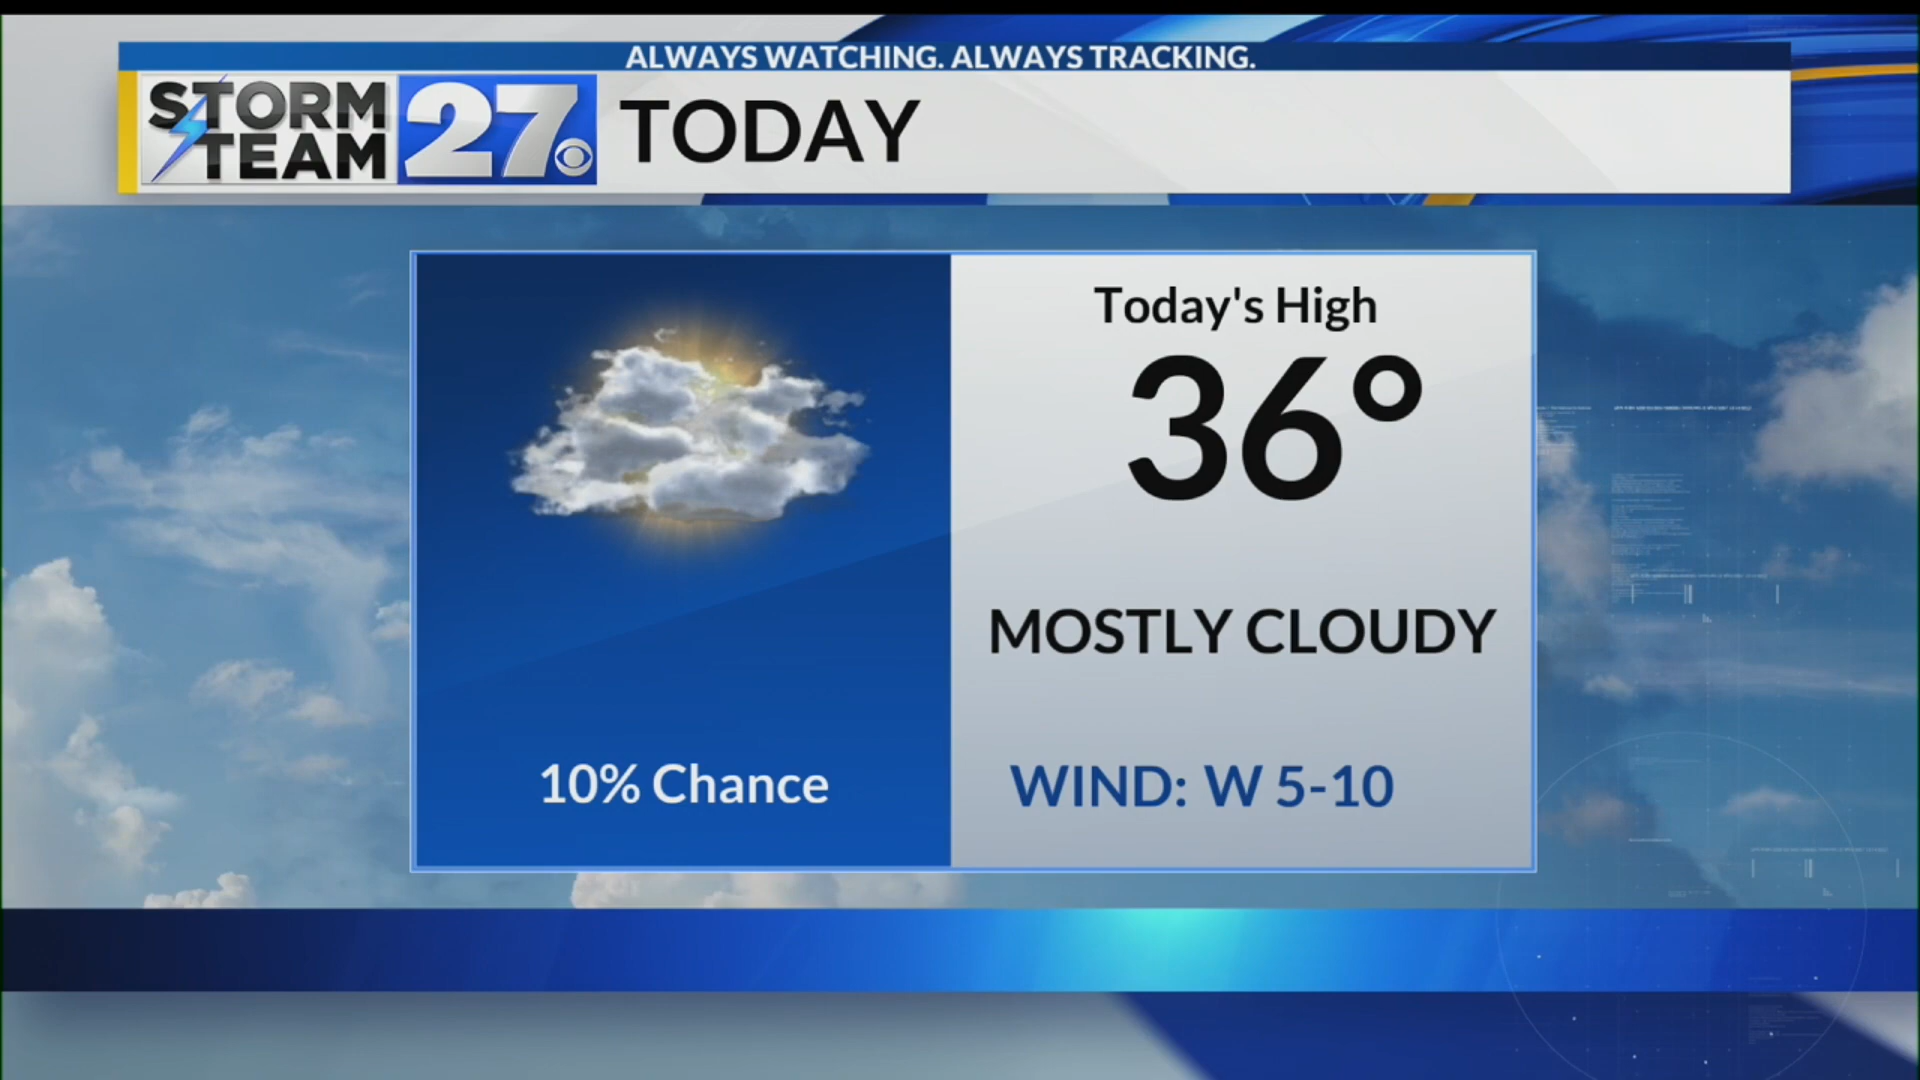 ALWAYS WATCHING. ALWAYS TRACKING.
STORM TEAM 27 TODAY
Today's High
36°
MOSTLY CLOUDY
10% Chance
WIND: W 5-10